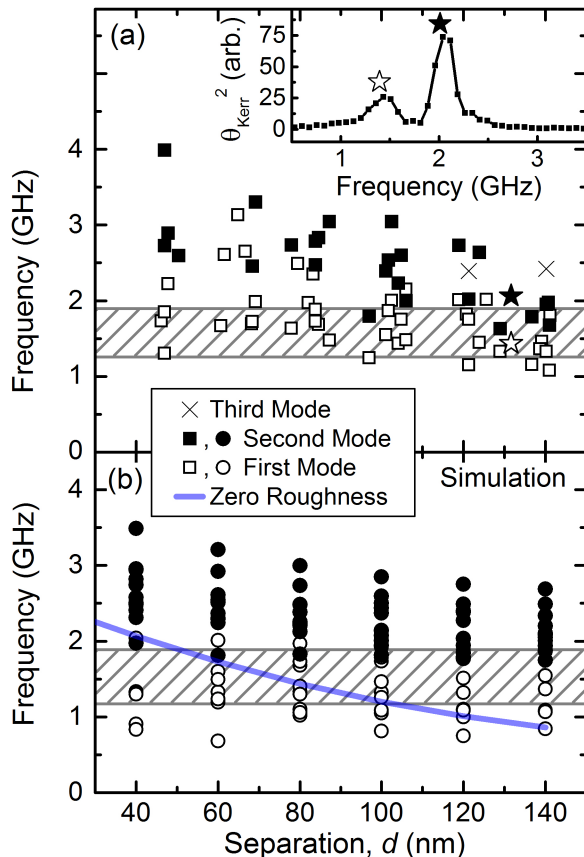 (a)
θKerr² (arb.)
75
50
25
0
1 2 3
Frequency (GHz)
Frequency (GHz)
4
3
2
1
0
Third Mode
, Second Mode
, First Mode
Zero Roughness
(b)
Simulation
Frequency (GHz)
4
3
2
1
0
40 60 80 100 120 140
Separation, d (nm)